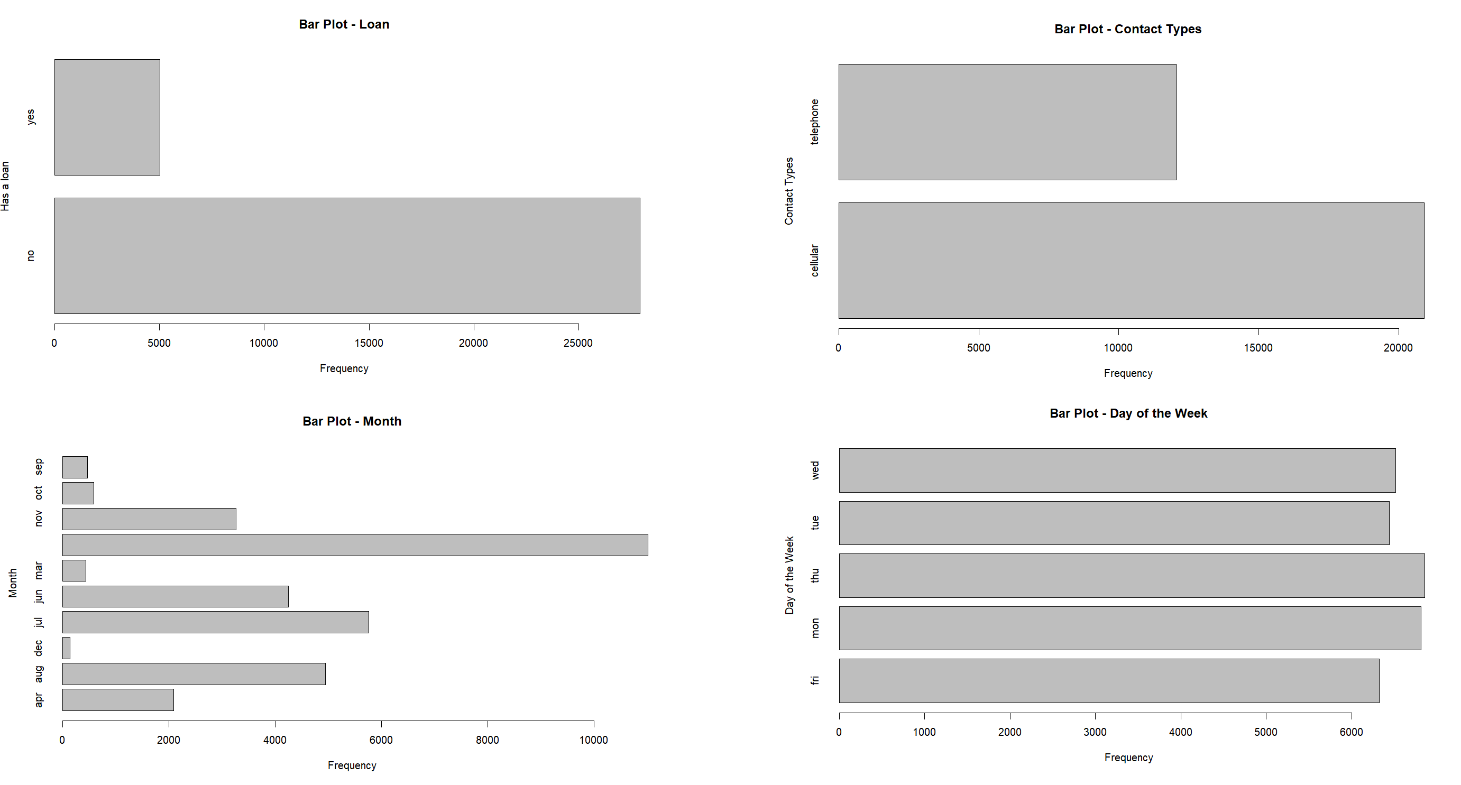 Bar Plot - Loan
Has a loan
yes
no
0 5000 10000 15000 20000 25000
Frequency
Bar Plot - Contact Types
Contact Types
telephone
cellular
0 5000 10000 15000 20000
Frequency
Bar Plot - Month
Month
sep
oct
nov
mar
jun
jul
dec
aug
apr
0 2000 4000 6000 8000 10000
Frequency
Bar Plot - Day of the Week
Day of the Week
wed
tue
thu
mon
fri
0 1000 2000 3000 4000 5000 6000
Frequency